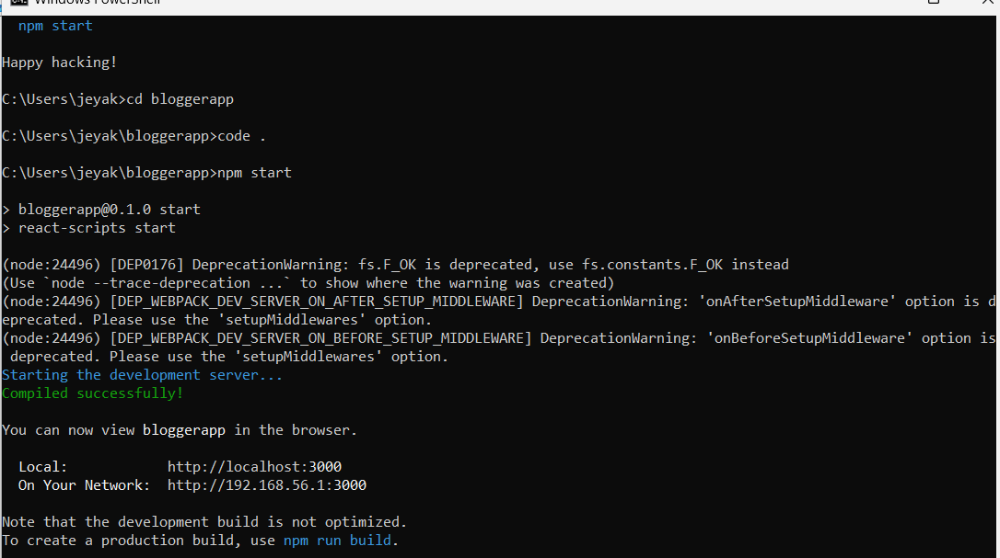 Windows PowerShell
npm start
Happy hacking!
C:\Users\jeyak>cd bloggerapp
C:\Users\jeyak\bloggerapp>code .
C:\Users\jeyak\bloggerapp>npm start
> bloggerapp@0.1.0 start
> react-scripts start
(node:24496) [DEP0176] DeprecationWarning: fs.F_OK is deprecated, use fs.constants.F_OK instead
(Use `node --trace-deprecation ...` to show where the warning was created)
(node:24496) [DEP_WEBPACK_DEV_SERVER_ON_AFTER_SETUP_MIDDLEWARE] DeprecationWarning: 'onAfterSetupMiddleware' option is d
eprecated. Please use the 'setupMiddlewares' option.
(node:24496) [DEP_WEBPACK_DEV_SERVER_ON_BEFORE_SETUP_MIDDLEWARE] DeprecationWarning: 'onBeforeSetupMiddleware' option is
deprecated. Please use the 'setupMiddlewares' option.
Starting the development server...
Compiled successfully!
You can now view bloggerapp in the browser.
Local: http://localhost:3000
On Your Network: http://192.168.56.1:3000
Note that the development build is not optimized.
To create a production build, use npm run build.